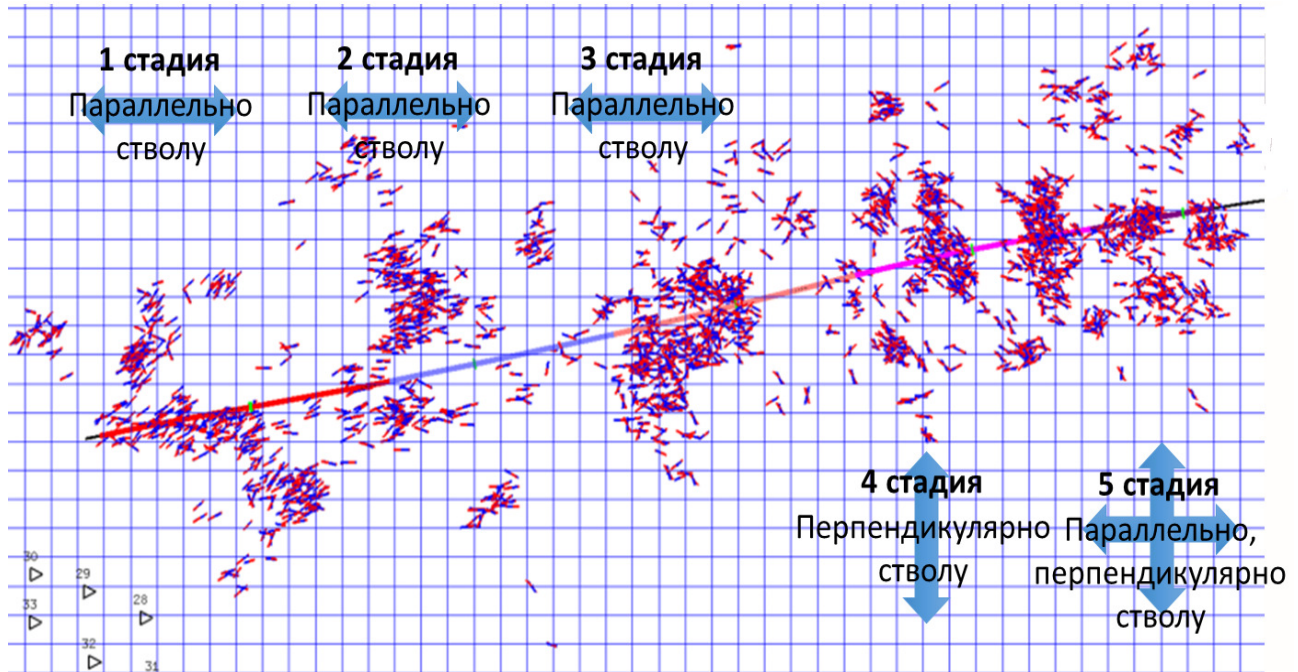 1 стадия
Параллельно
стволу
2 стадия
Параллельно
стволу
3 стадия
Параллельно
стволу
4 стадия
Перпендикулярно
стволу
5 стадия
Параллельно,
перпендикулярно
стволу
30
29
33
28
32
31